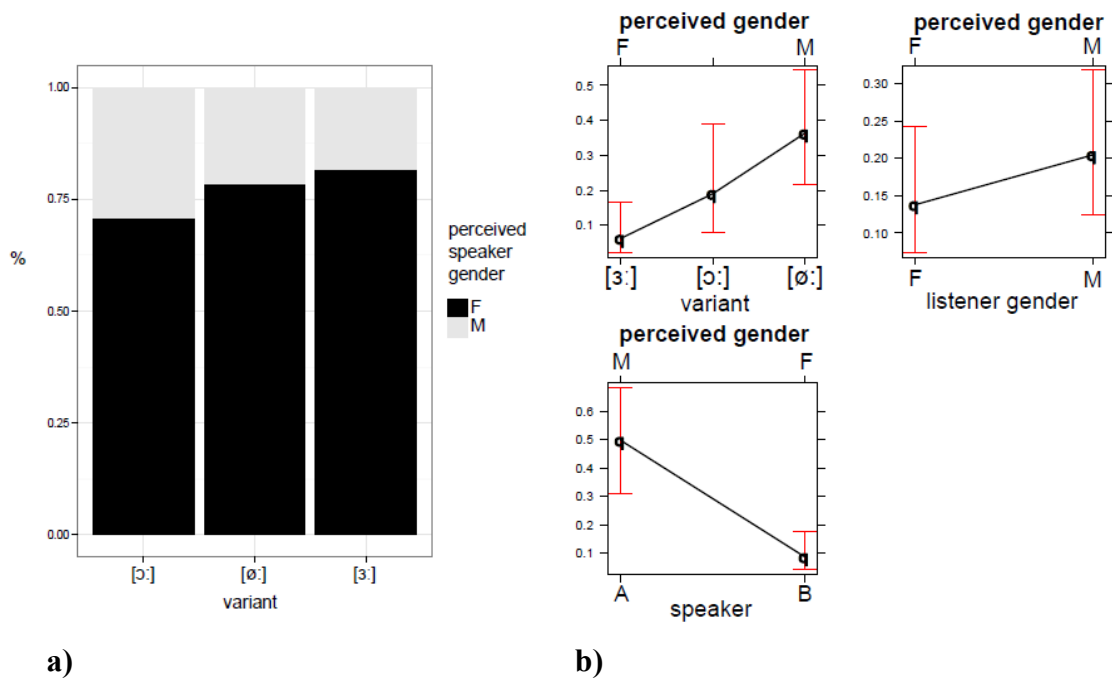 1.00
0.75
%
0.50
0.25
0.00
[ɔː] [øː] [ɜː]
variant
perceived
speaker
gender
F
M
a)
perceived gender
F M
0.5
0.4
0.3
0.2
0.1
[ɜː] [ɔː] [øː]
variant
perceived gender
F M
0.30
0.25
0.20
0.15
0.10
F M
listener gender
perceived gender
M F
0.6
0.5
0.4
0.3
0.2
0.1
A B
speaker
b)